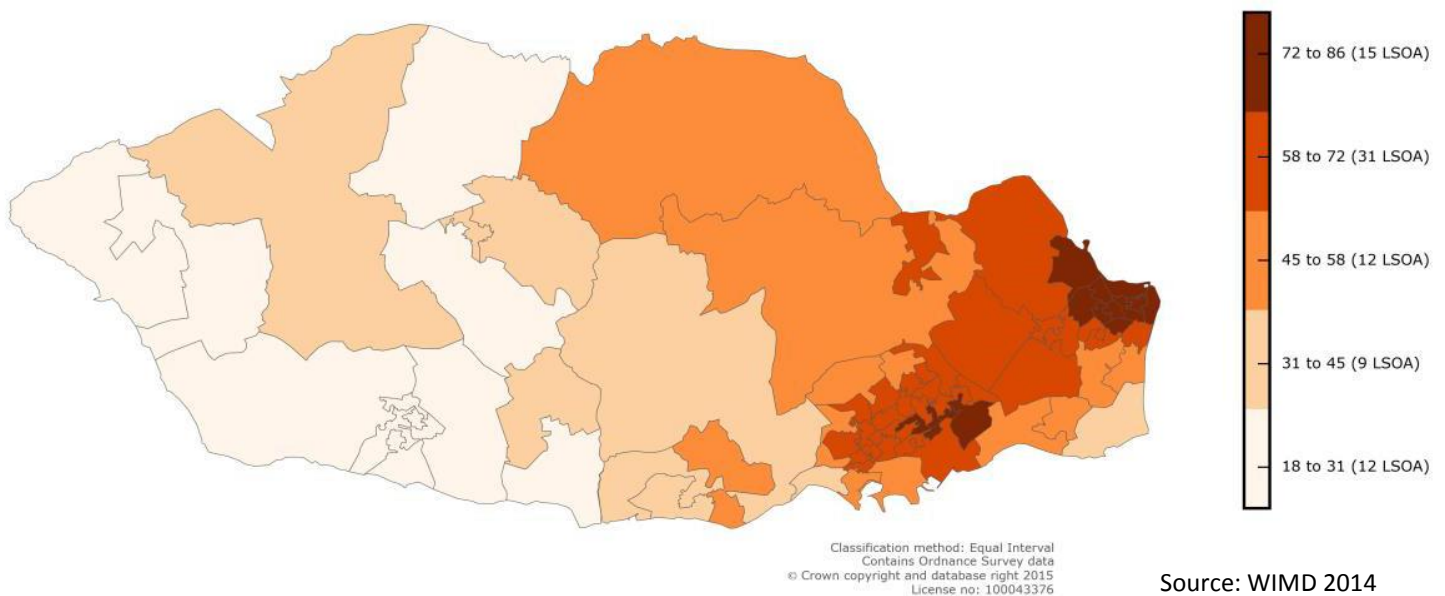 72 to 86 (15 LSOA)
58 to 72 (31 LSOA)
45 to 58 (12 LSOA)
31 to 45 (9 LSOA)
18 to 31 (12 LSOA)
Classification method: Equal Interval
Contains Ordnance Survey data
© Crown copyright and database right 2015
License no: 100043376
Source: WIMD 2014